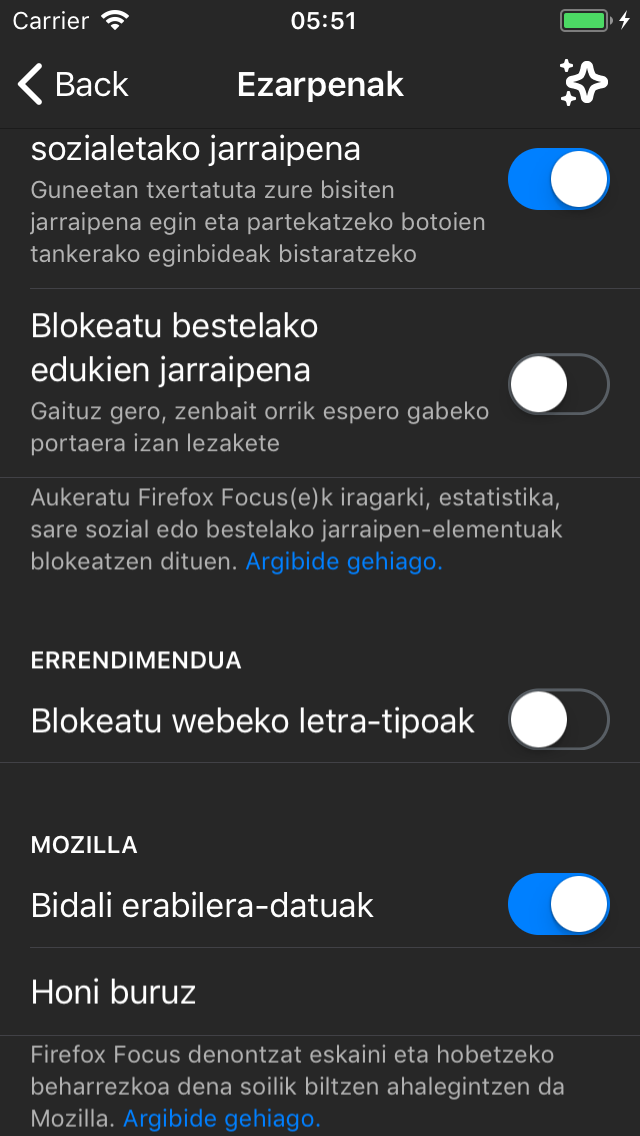 Carrier 05:51
Back Ezarpenak
sozialetako jarraipena
Guneetan txertatuta zure bisiten
jarraipena egin eta partekatzeko botoien
tankerako eginbideak bistaratzeko
Blokeatu bestelako
edukien jarraipena
Gaituz gero, zenbait orrik espero gabeko
portaera izan lezakete
Aukeratu Firefox Focus(e)k iragarki, estatistika,
sare sozial edo bestelako jarraipen-elementuak
blokeatzen dituen. Argibide gehiago.
ERRENDIMENDUA
Blokeatu webeko letra-tipoak
MOZILLA
Bidali erabilera-datuak
Honi buruz
Firefox Focus denontzat eskaini eta hobetzeko
beharrezkoa dena soilik biltzen ahalegintzen da
Mozilla. Argibide gehiago.